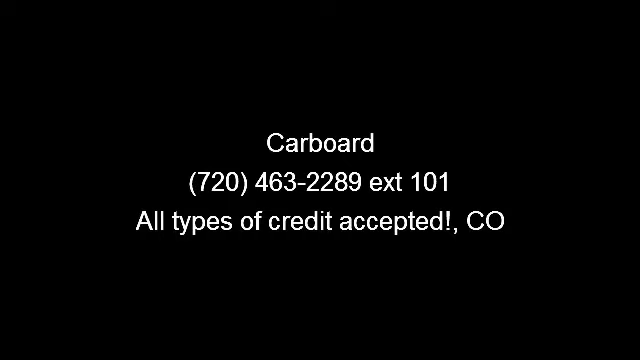 Carboard
(720) 463-2289 ext 101
All types of credit accepted!, CO